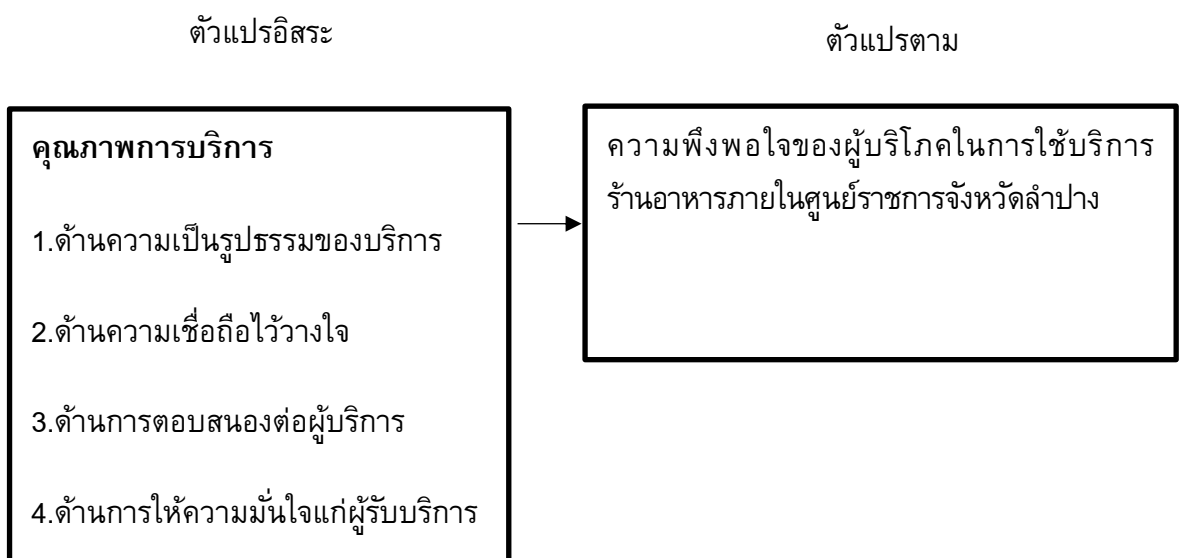 ตัวแปรอิสระ
ตัวแปรตาม
คุณภาพการบริการ
1.ด้านความเป็นรูปธรรมของบริการ
2.ด้านความเชื่อถือไว้วางใจ
3.ด้านการตอบสนองต่อผู้บริการ
4.ด้านการให้ความมั่นใจแก่ผู้รับบริการ
ความพึงพอใจของผู้บริโภคในการใช้บริการ
ร้านอาหารภายในศูนย์ราชการจังหวัดลำปาง